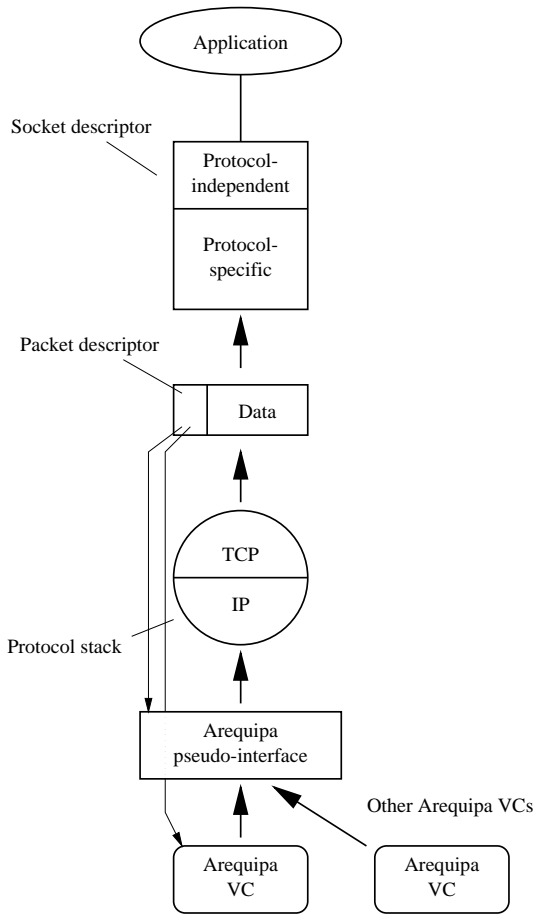 Application
Socket descriptor
Protocol-
independent
Protocol-
specific
Packet descriptor
Data
TCP
IP
Protocol stack
Arequipa
pseudo-interface
Other Arequipa VCs
Arequipa
VC
Arequipa
VC